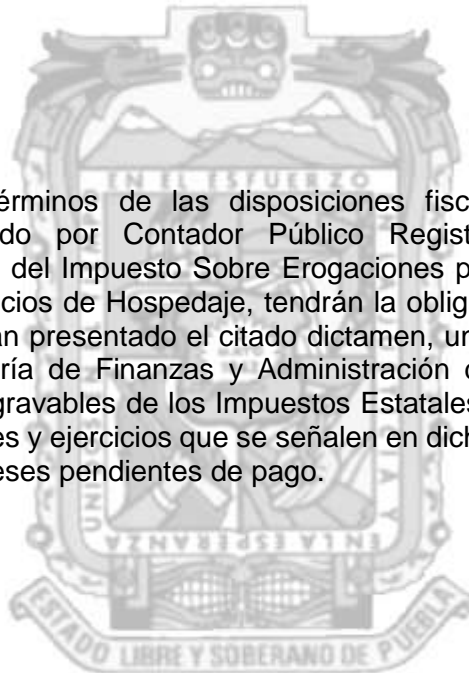 EN EL ESFUERZO
érminos de las disposiciones fisc
do por Contador Público Regist
del Impuesto Sobre Erogaciones p
cios de Hospedaje, tendrán la oblig
an presentado el citado dictamen, un
ría de Finanzas y Administración
gravables de los Impuestos Estatales
es y ejercicios que se señalen en dich
eses pendientes de pago.
EN LA ESPERANZA
ESTADO LIBRE Y SOBERANO DE PUEBLA